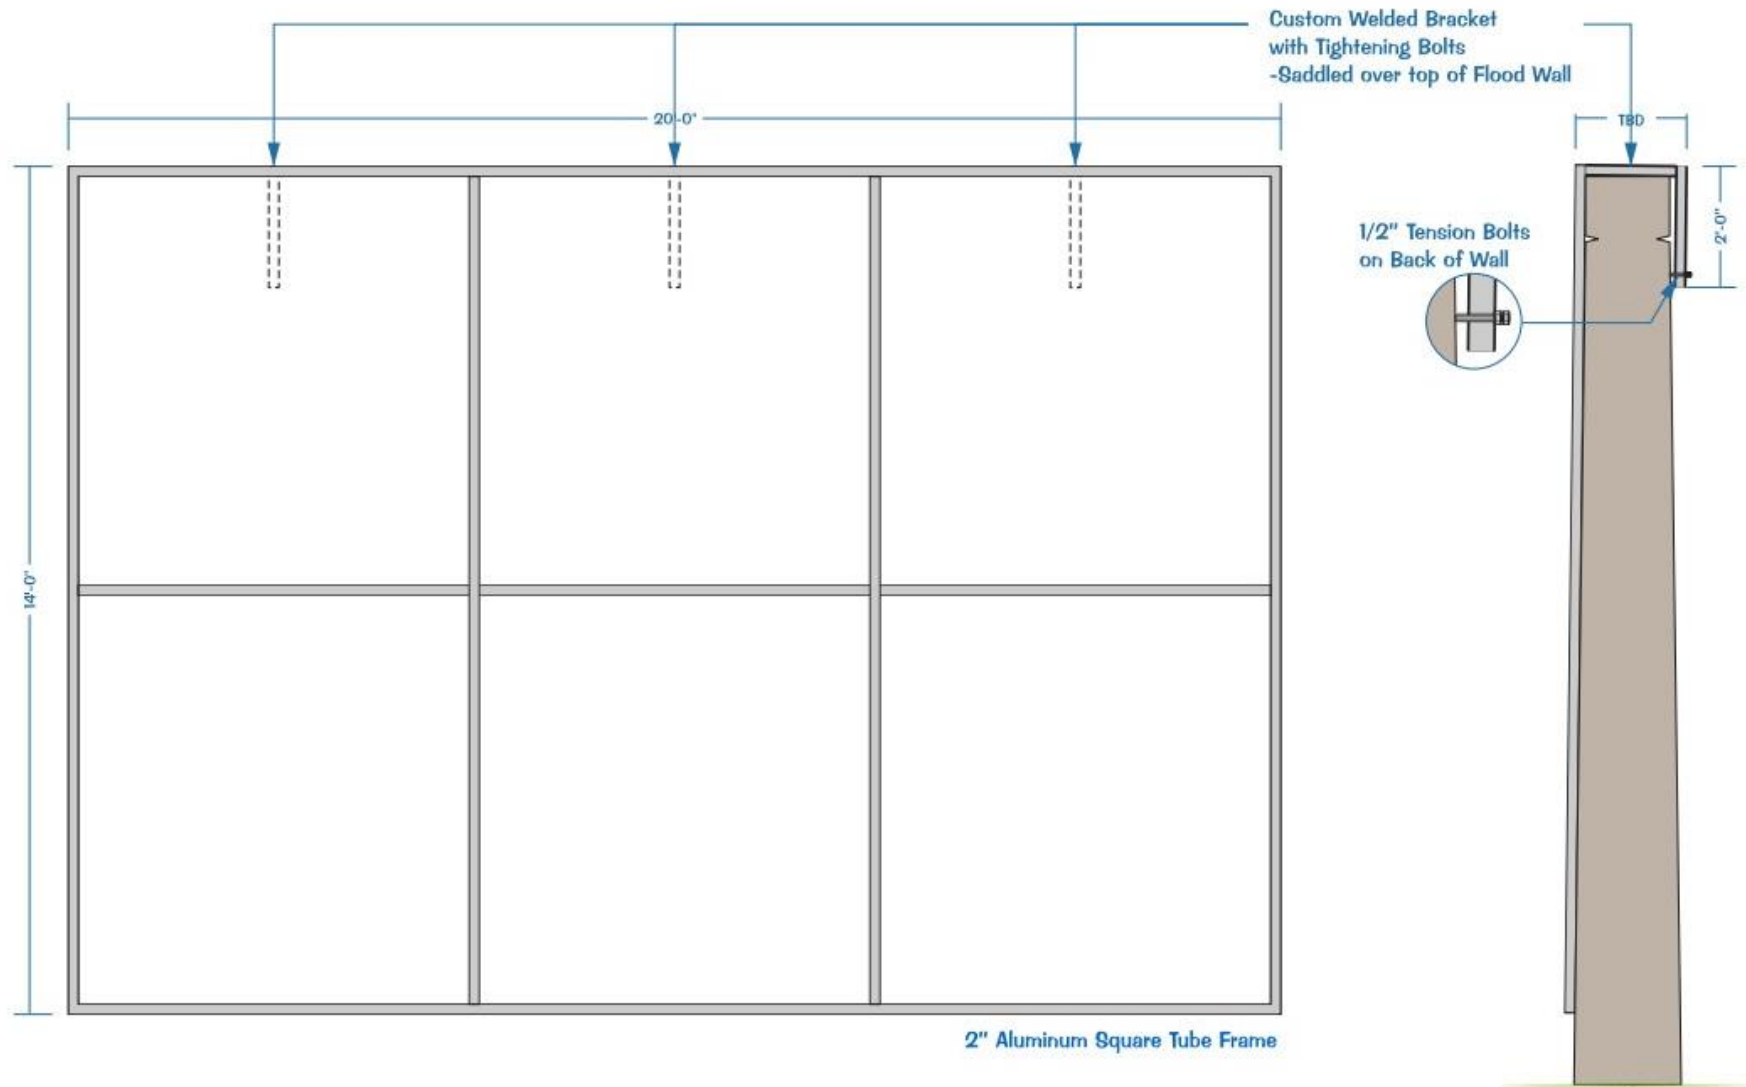 Custom Welded Bracket
with Tightening Bolts
-Saddled over top of Flood Wall
20'-0"
TBD
1/2" Tension Bolts
on Back of Wall
2'-0"
14'-0"
2" Aluminum Square Tube Frame